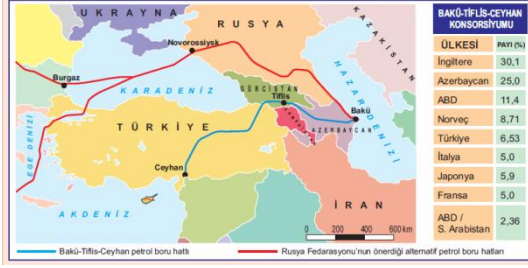 UKRAYNA
RUSYA
KAZAKİSTAN
Novorossiysk
Burgaz
KARADENİZ
HAZAR DENİZİ
GÜRCİSTAN
Tiflis
Bakü
AZERBAYCAN
TÜRKİYE
EGE DENİZİ
Ceyhan
AKDENİZ
İRAN
0 200 400 600 km
Bakü-Tiflis-Ceyhan petrol boru hattı
Rusya Federasyonu'nun önerdiği alternatif petrol boru hatları
BAKÜ-TİFLİS-CEYHAN
KONSORSİYUMU
ÜLKESİ PAYI (%)
İngiltere 30,1
Azerbaycan 25,0
ABD 11,4
Norveç 8,71
Türkiye 6,53
İtalya 5,0
Japonya 5,9
Fransa 5,0
ABD /
S. Arabistan 2,36